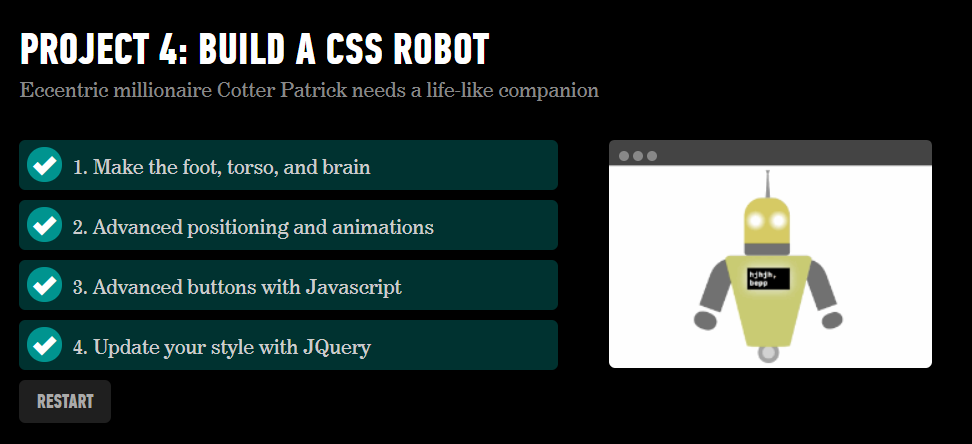 PROJECT 4: BUILD A CSS ROBOT
Eccentric millionaire Cotter Patrick needs a life-like companion
1. Make the foot, torso, and brain
2. Advanced positioning and animations
3. Advanced buttons with Javascript
4. Update your style with JQuery
RESTART
hjhjh,
bopp